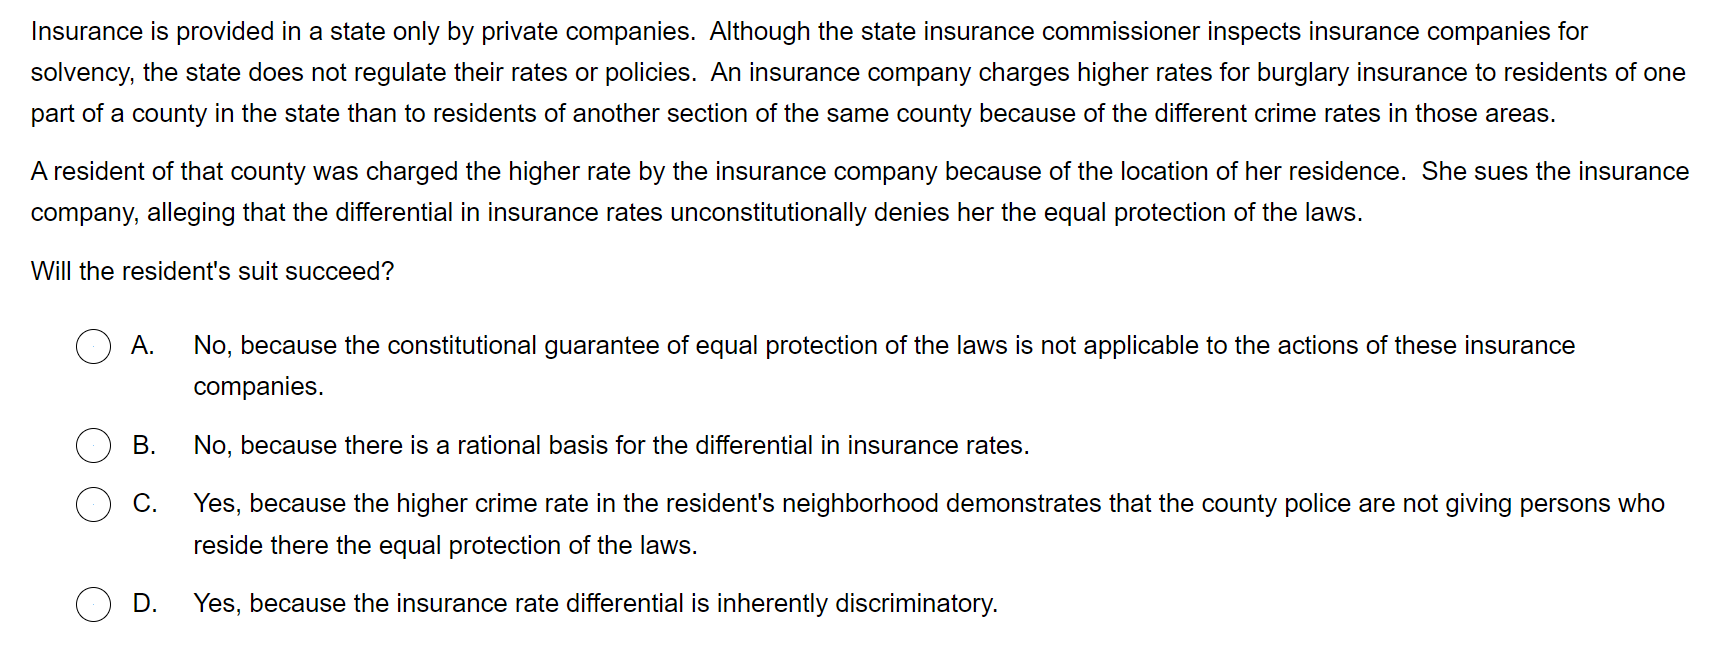 Insurance is provided in a state only by private companies.  Although the state insurance commissioner inspects insurance companies for
solvency, the state does not regulate their rates or policies.  An insurance company charges higher rates for burglary insurance to residents of one
part of a county in the state than to residents of another section of the same county because of the different crime rates in those areas.
A resident of that county was charged the higher rate by the insurance company because of the location of her residence.  She sues the insurance
company, alleging that the differential in insurance rates unconstitutionally denies her the equal protection of the laws.
Will the resident's suit succeed?
A. No, because the constitutional guarantee of equal protection of the laws is not applicable to the actions of these insurance
companies.
B. No, because there is a rational basis for the differential in insurance rates.
C. Yes, because the higher crime rate in the resident's neighborhood demonstrates that the county police are not giving persons who
reside there the equal protection of the laws.
D. Yes, because the insurance rate differential is inherently discriminatory.